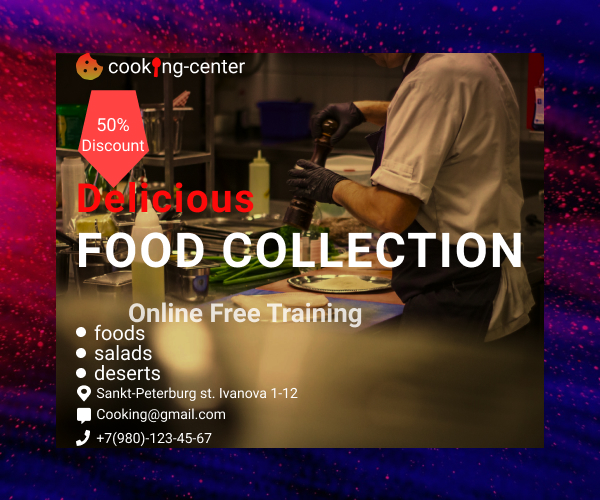 cooking-center
50%
Discount
Delicious
FOOD COLLECTION
Online Free Training
foods
salads
deserts
Sankt-Peterburg st. Ivanova 1-12
Cooking@gmail.com
+7(980)-123-45-67